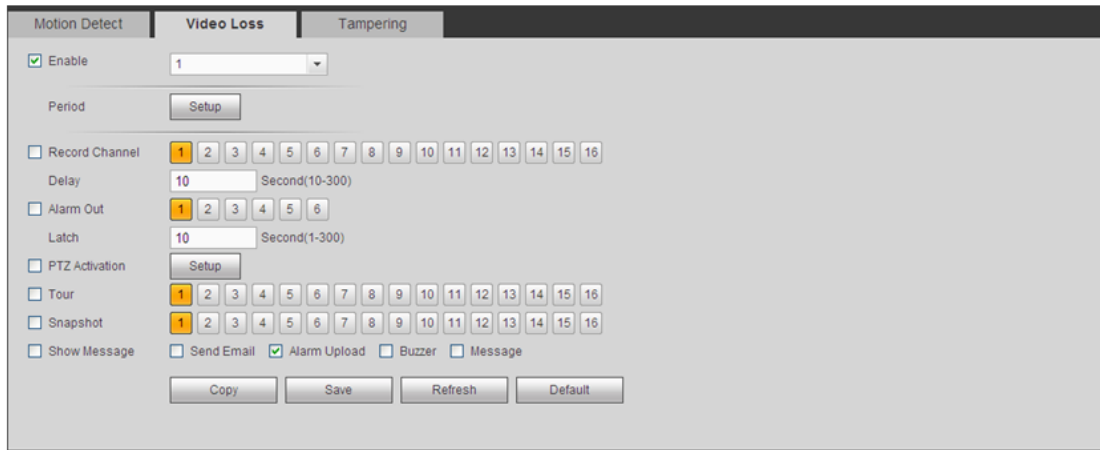 Motion Detect Video Loss Tampering
Enable 1
Period Setup
Record Channel 1 2 3 4 5 6 7 8 9 10 11 12 13 14 15 16
Delay 10 Second(10-300)
Alarm Out 1 2 3 4 5 6
Latch 10 Second(1-300)
PTZ Activation Setup
Tour 1 2 3 4 5 6 7 8 9 10 11 12 13 14 15 16
Snapshot 1 2 3 4 5 6 7 8 9 10 11 12 13 14 15 16
Show Message Send Email Alarm Upload Buzzer Message
Copy Save Refresh Default